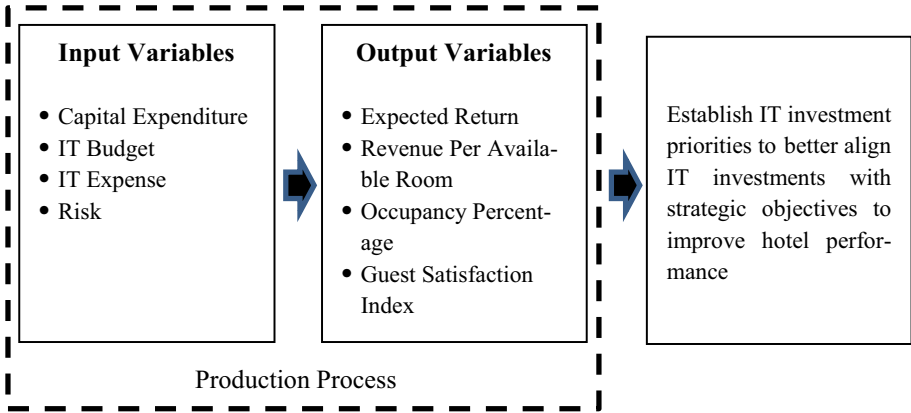 Input Variables
• Capital Expenditure
• IT Budget
• IT Expense
• Risk
Output Variables
• Expected Return
• Revenue Per Availa-
ble Room
• Occupancy Percent-
age
• Guest Satisfaction
Index
Establish IT investment
priorities to better align
IT investments with
strategic objectives to
improve hotel perfor-
mance
Production Process